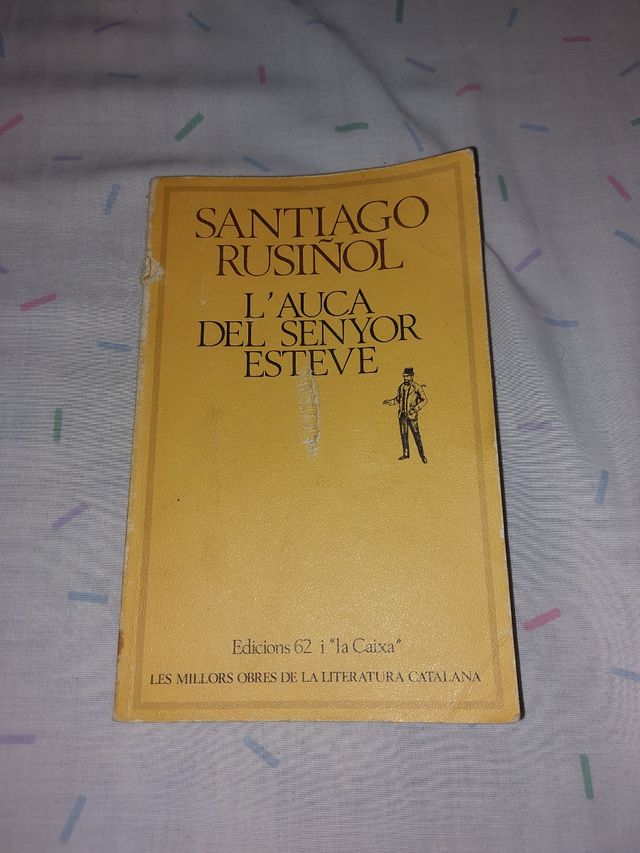 SANTIAGO
RUSIÑOL
L'AUCA
DEL SENYOR
ESTEVE
Edicions 62 i "la Caixa"
LES MILLORS OBRES DE LA LITERATURA CATALANA